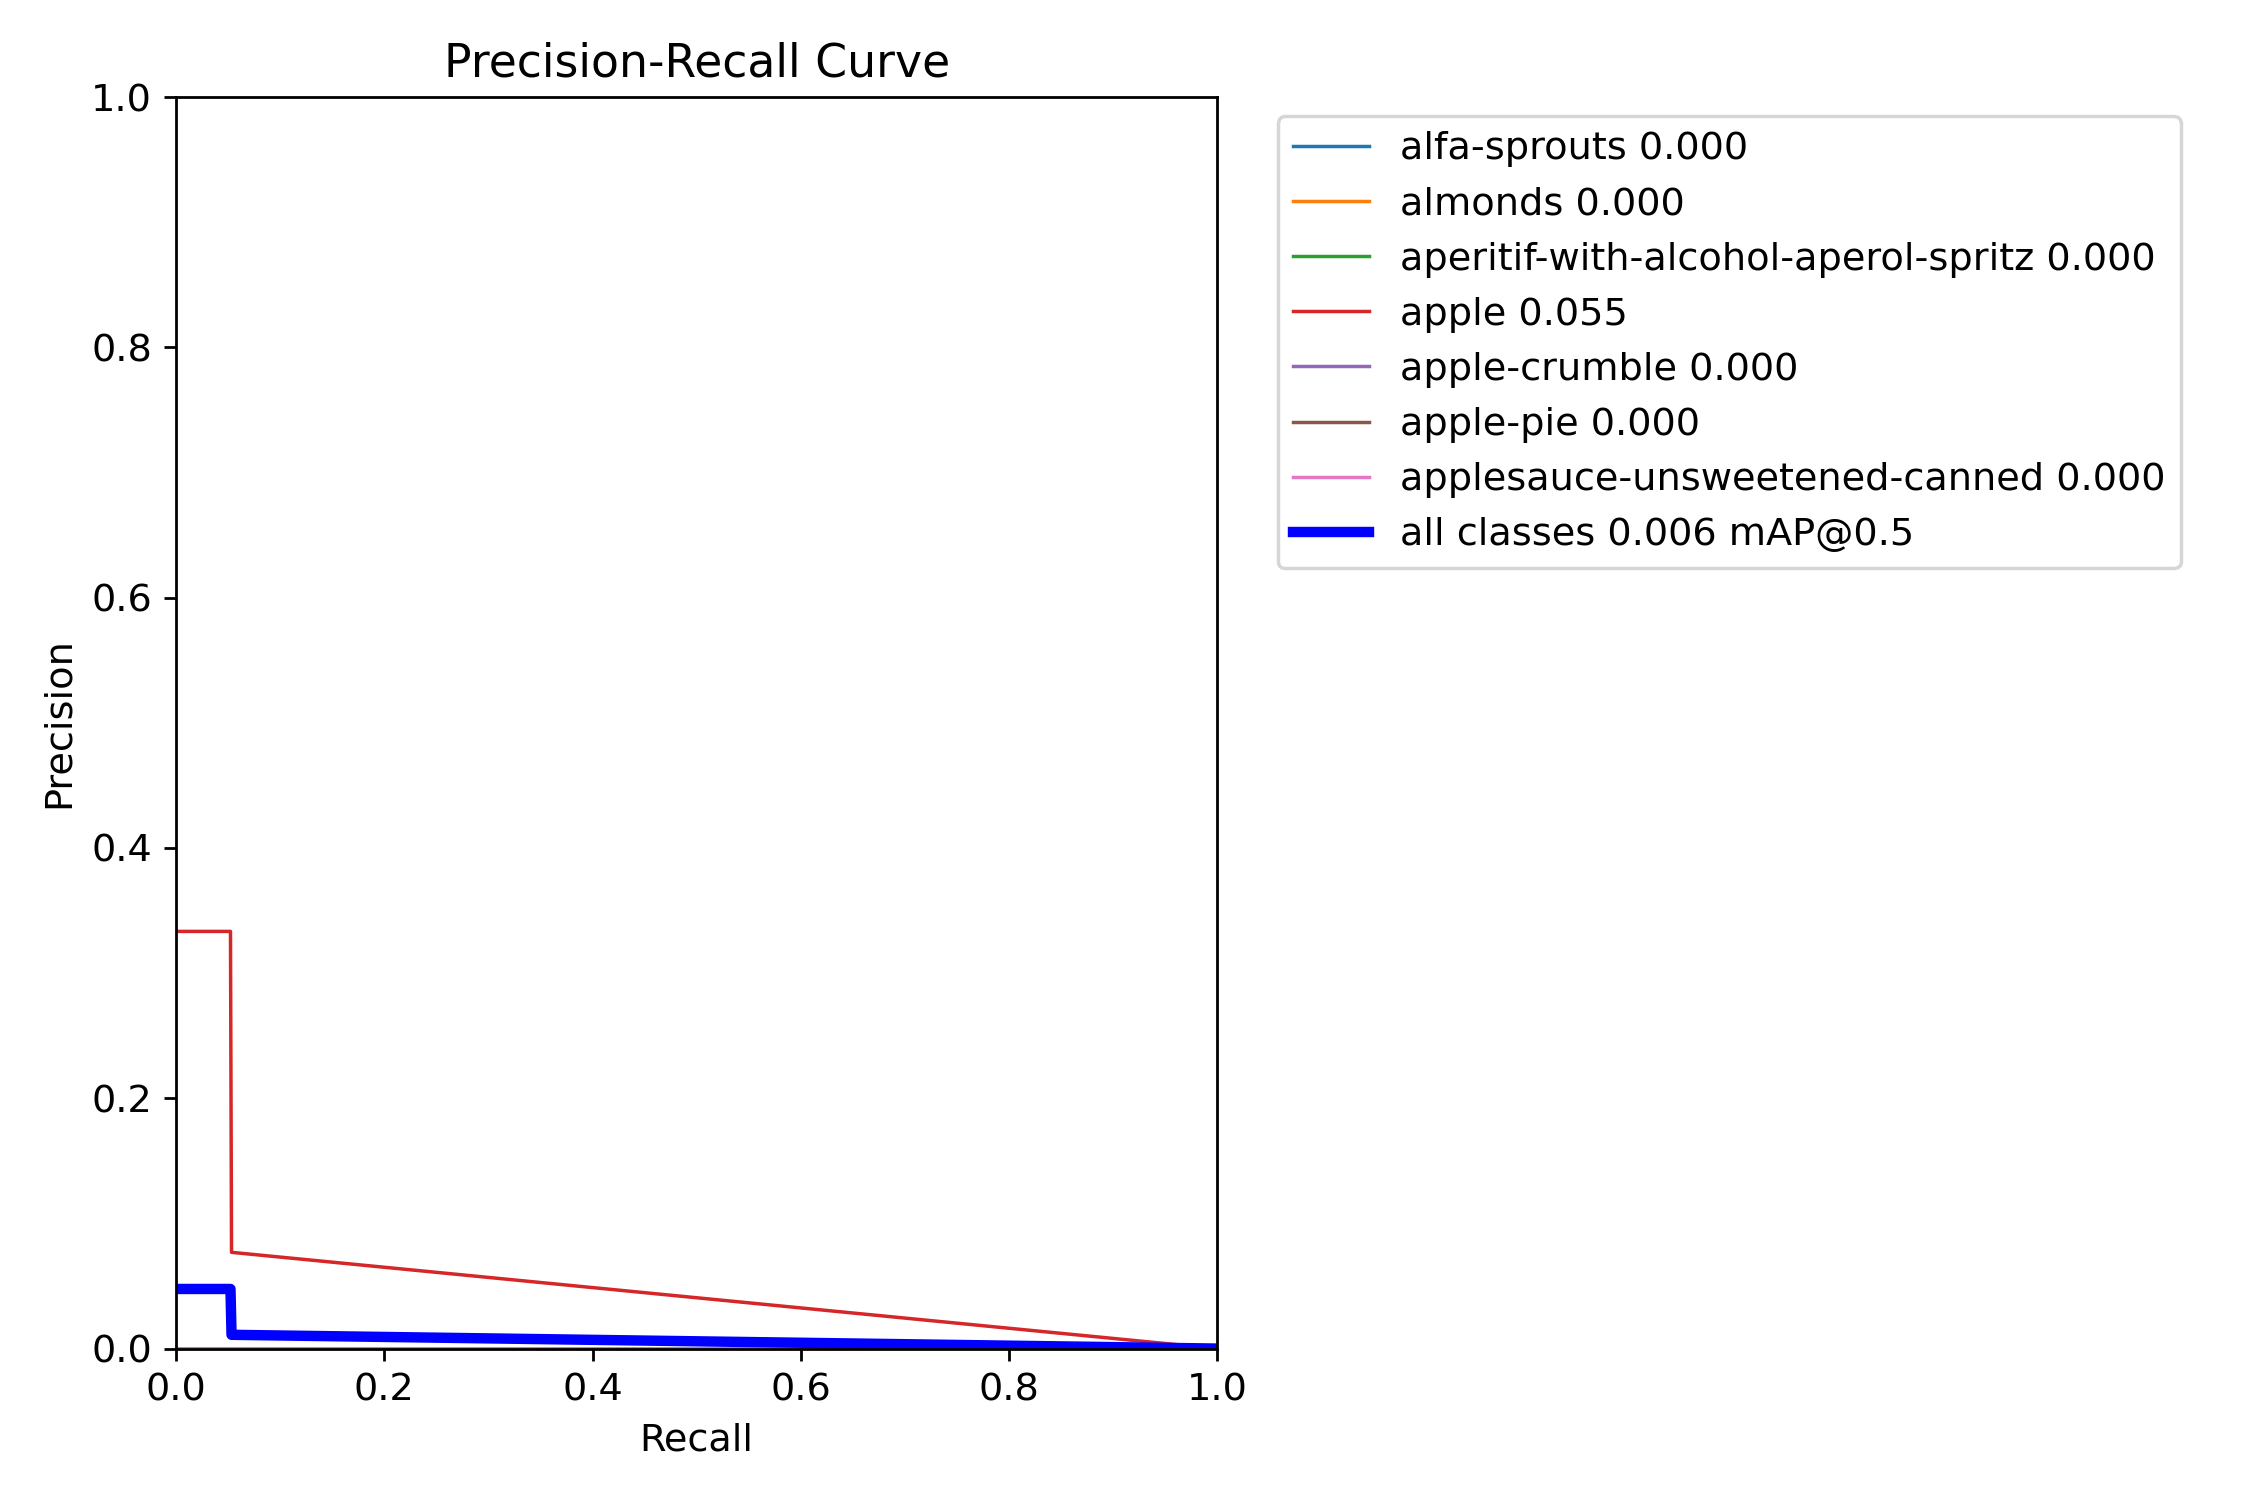 Precision-Recall Curve
1.0
0.8
0.6
0.4
0.2
0.0
Precision
0.0 0.2 0.4 0.6 0.8 1.0
Recall
alfa-sprouts 0.000
almonds 0.000
aperitif-with-alcohol-aperol-spritz 0.000
apple 0.055
apple-crumble 0.000
apple-pie 0.000
applesauce-unsweetened-canned 0.000
all classes 0.006 mAP@0.5